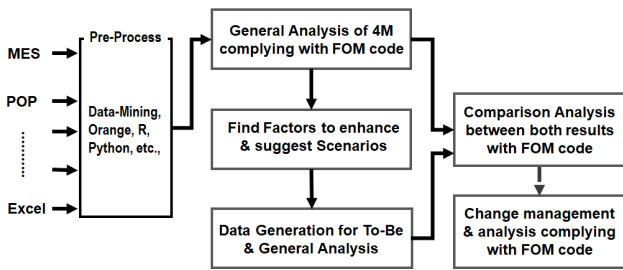 MES
POP
Excel
Pre-Process
Data-Mining,
Orange, R,
Python, etc.,
General Analysis of 4M
complying with FOM code
Find Factors to enhance
& suggest Scenarios
Data Generation for To-Be
& General Analysis
Comparison Analysis
between both results
with FOM code
Change management
& analysis complying
with FOM code